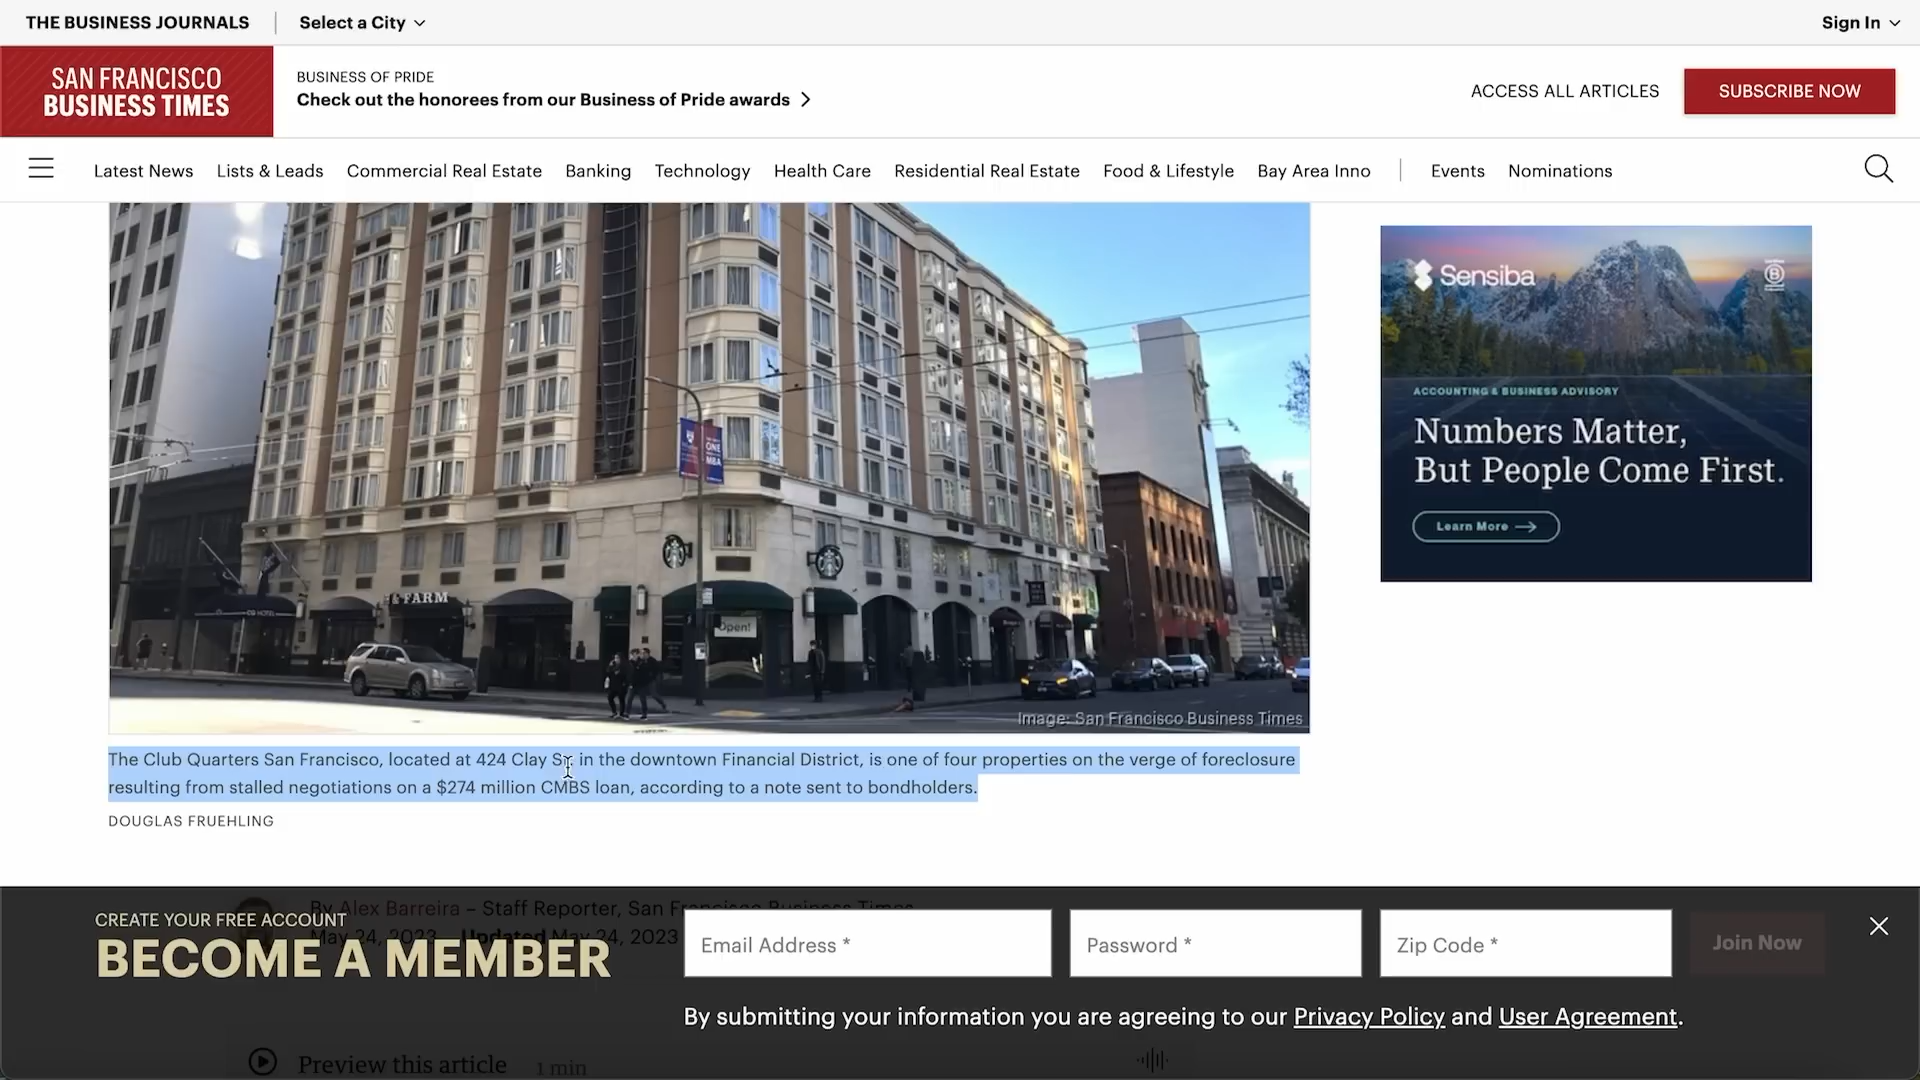 THE BUSINESS JOURNALS
Select a City
Sign In
SAN FRANCISCO
BUSINESS TIMES
BUSINESS OF PRIDE
Check out the honorees from our Business of Pride awards
ACCESS ALL ARTICLES
SUBSCRIBE NOW
Latest News
Lists & Leads
Commercial Real Estate
Banking
Technology
Health Care
Residential Real Estate
Food & Lifestyle
Bay Area Inno
Events
Nominations
ONE
MBA
& FARM
Open!
Image: San Francisco Business Times
Sensiba
B
ACCOUNTING & BUSINESS ADVISORY
Numbers Matter,
But People Come First.
Learn More
The Club Quarters San Francisco, located at 424 Clay St. in the downtown Financial District, is one of four properties on the verge of foreclosure
resulting from stalled negotiations on a $274 million CMBS loan, according to a note sent to bondholders.
DOUGLAS FRUEHLING
By Alex Barreira – Staff Reporter, San Francisco Business Times
May 24, 2023 Updated May 24, 2023
CREATE YOUR FREE ACCOUNT
BECOME A MEMBER
Email Address *
Password *
Zip Code *
Join Now
By submitting your information you are agreeing to our Privacy Policy and User Agreement.
Preview this article 1 min